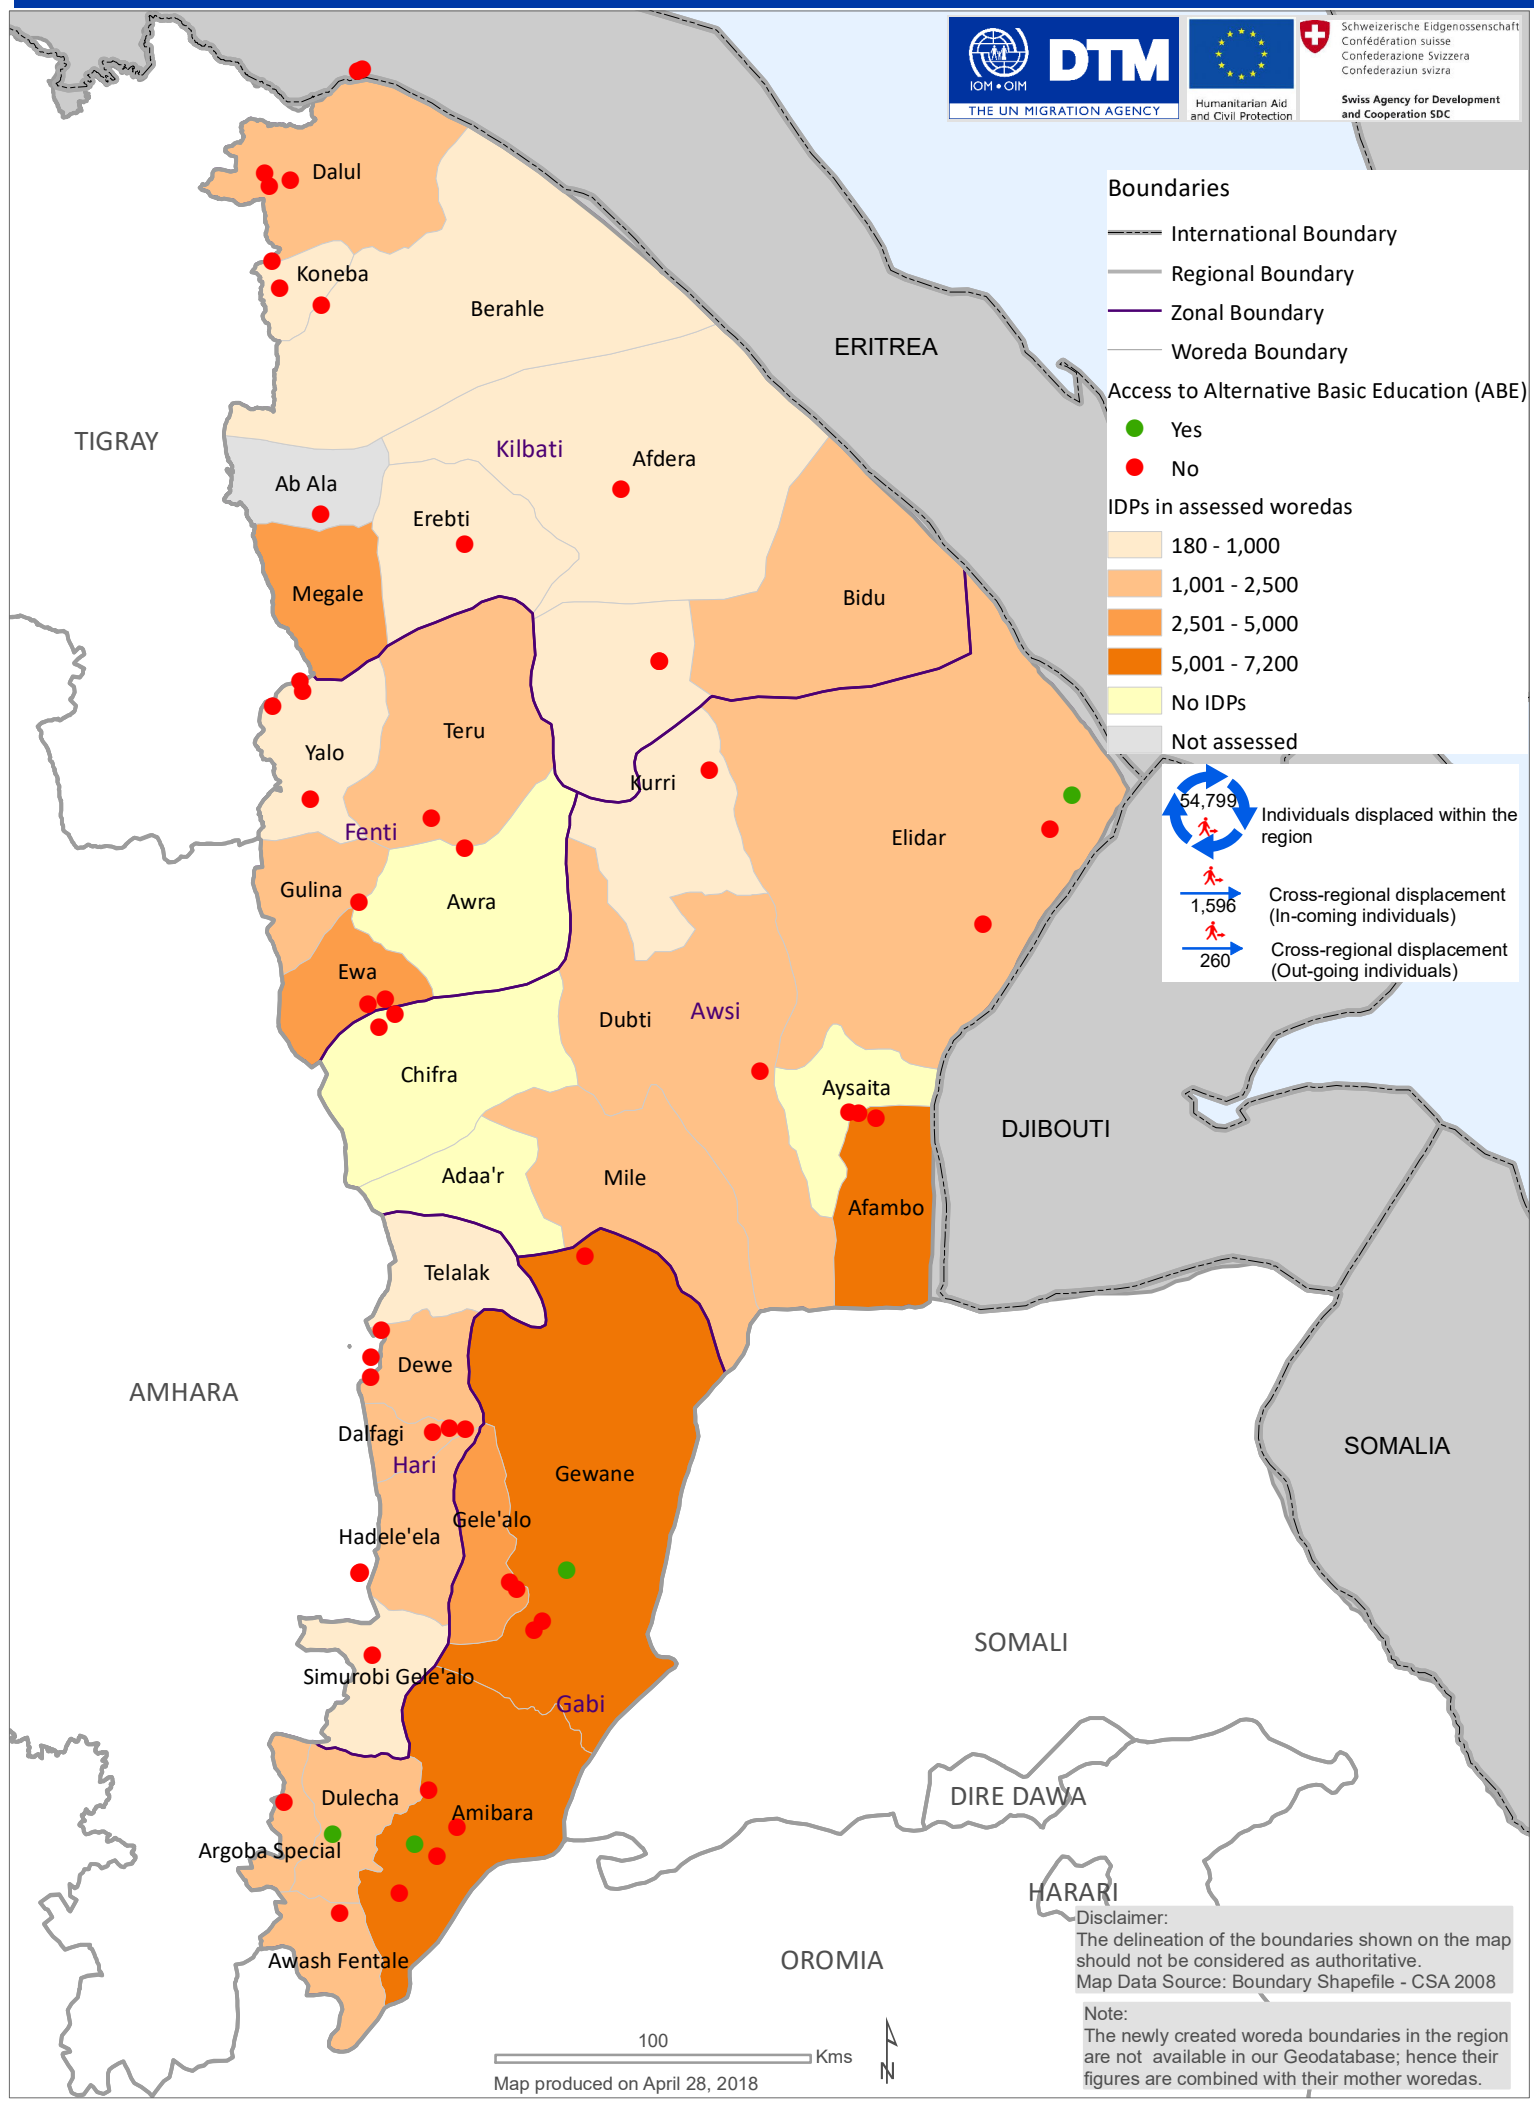 IOM • OIM
DTM
THE UN MIGRATION AGENCY
Humanitarian Aid
and Civil Protection
Schweizerische Eidgenossenschaft
Confédération suisse
Confederazione Svizzera
Confederaziun svizra
Swiss Agency for Development
and Cooperation SDC
Boundaries
International Boundary
Regional Boundary
Zonal Boundary
Woreda Boundary
Access to Alternative Basic Education (ABE)
Yes
No
IDPs in assessed woredas
180 - 1,000
1,001 - 2,500
2,501 - 5,000
5,001 - 7,200
No IDPs
Not assessed
54,799
Individuals displaced within the
region
1,596
Cross-regional displacement
(In-coming individuals)
260
Cross-regional displacement
(Out-going individuals)
Dalul
Koneba
Berahle
ERITREA
TIGRAY
Kilbati
Afdera
Ab Ala
Erebti
Megale
Bidu
Teru
Yalo
Kurri
Fenti
Elidar
Gulina
Awra
Ewa
Dubti
Awsi
Chifra
Aysaita
DJIBOUTI
Adaa'r
Mile
Afambo
Telalak
Dewe
AMHARA
Dalfagi
Hari
SOMALIA
Gewane
Gele'alo
Hadele'ela
SOMALI
Simurobi Gele'alo
Gabi
Dulecha
DIRE DAWA
Amibara
Argoba Special
HARARI
Awash Fentale
OROMIA
Disclaimer:
The delineation of the boundaries shown on the map
should not be considered as authoritative.
Map Data Source: Boundary Shapefile - CSA 2008
Note:
The newly created woreda boundaries in the region
are not available in our Geodatabase; hence their
figures are combined with their mother woredas.
100
Kms
N
Map produced on April 28, 2018